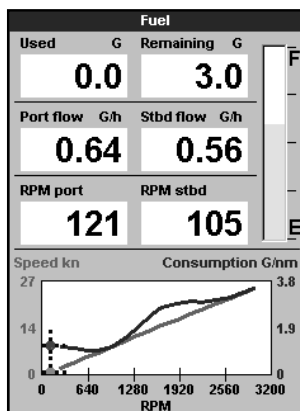 Fuel
Used G Remaining G
0.0 3.0
F
Port flow G/h Stbd flow G/h
0.64 0.56
RPM port RPM stbd
121 105
E
Speed kn Consumption G/nm
27 3.8
14 1.9
0 0
0 640 1280 1920 2560 3200
RPM